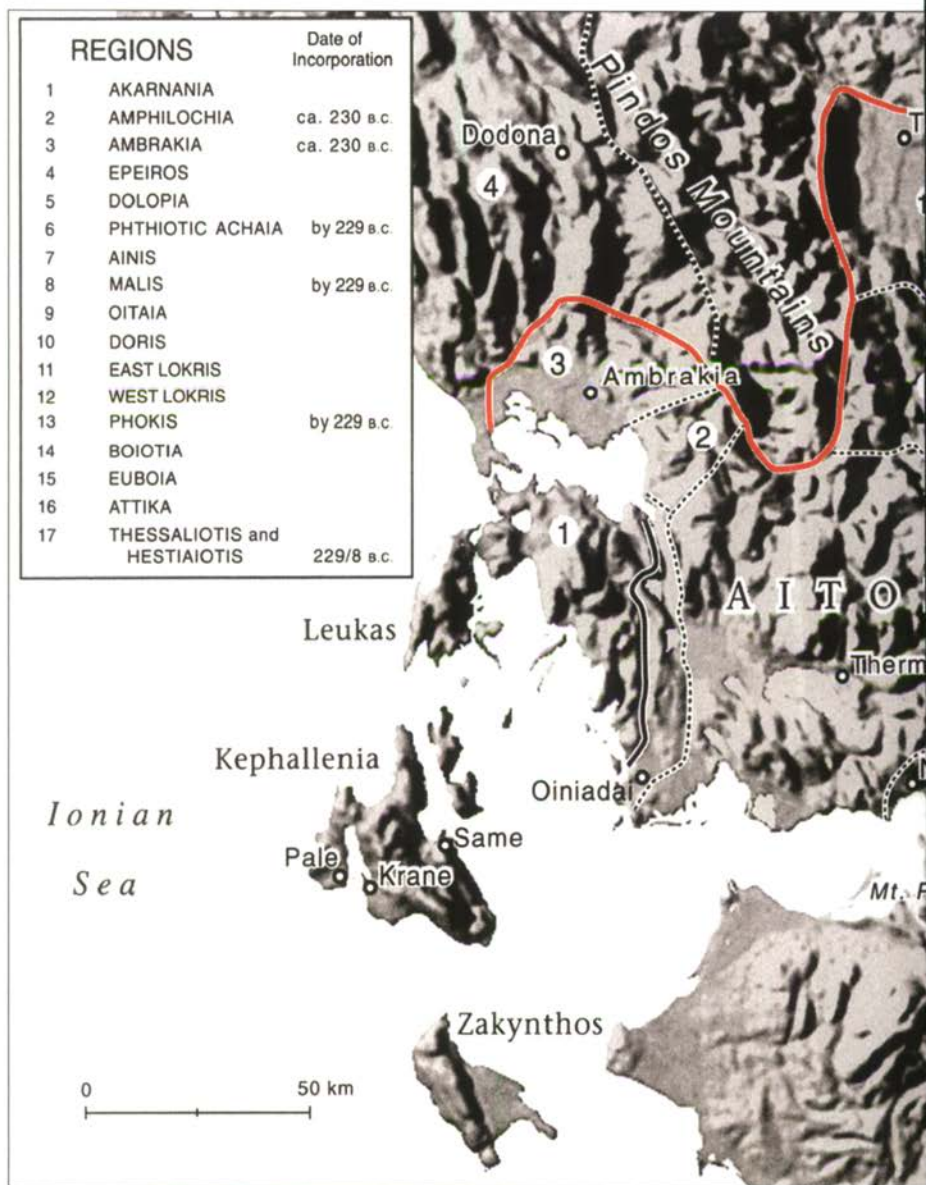 REGIONS
Date of
Incorporation
1 AKARNANIA
2 AMPHILOCHIA ca. 230 B.C.
3 AMBRAKIA ca. 230 B.C.
4 EPEIROS
5 DOLOPIA
6 PHTHIOTIC ACHAIA by 229 B.C.
7 AINIS
8 MALIS by 229 B.C.
9 OITAIA
10 DORIS
11 EAST LOKRIS
12 WEST LOKRIS
13 PHOKIS by 229 B.C.
14 BOIOTIA
15 EUBOIA
16 ATTIKA
17 THESSALIOTIS and
HESTIAIOTIS 229/8 B.C.
Pindos Mountains
Dodona
T
4
3
Ambrakia
2
1
AITO
Leukas
Therm
Kephallenia
Oiniadai
Ionian
Sea
Same
Pale
Krane
Mt.
Zakynthos
0 50 km